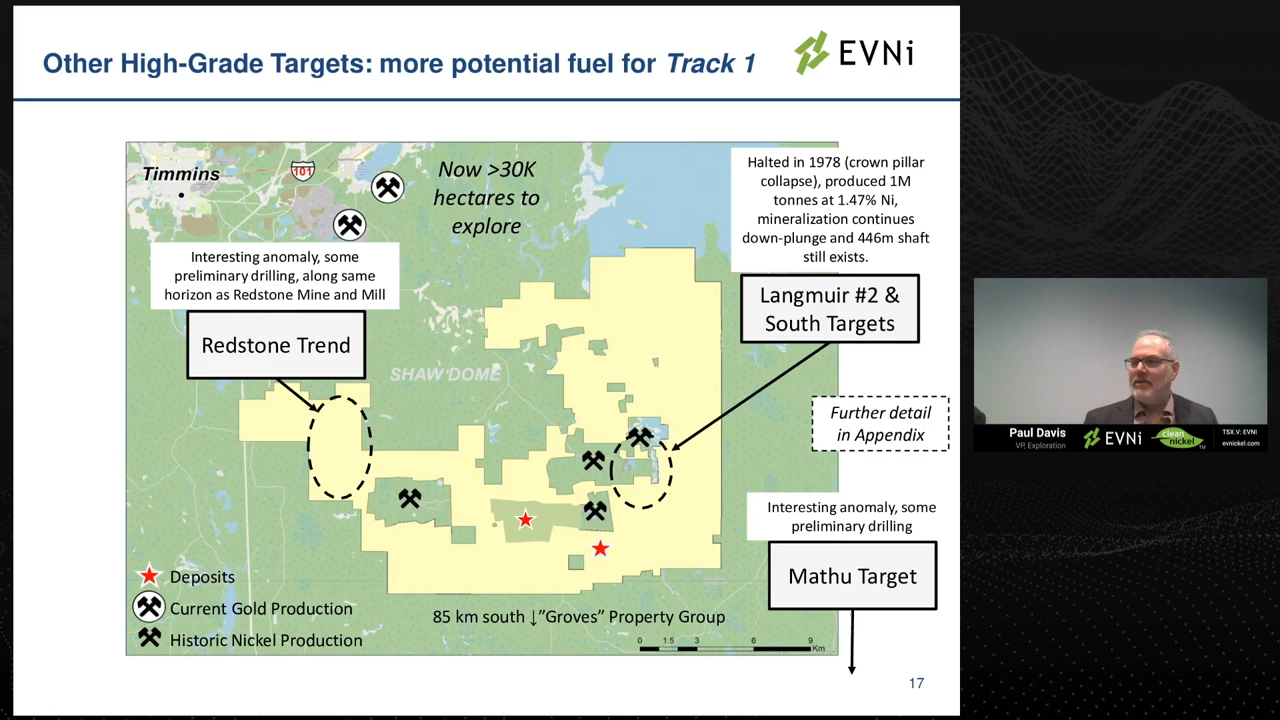 Other High-Grade Targets: more potential fuel for Track 1
EVNi
Timmins
101
Now >30K
hectares to
explore
Halted in 1978 (crown pillar
collapse), produced 1M
tonnes at 1.47% Ni,
mineralization continues
down-plunge and 446m shaft
still exists.
Interesting anomaly, some
preliminary drilling, along same
horizon as Redstone Mine and Mill
Langmuir #2 &
South Targets
Redstone Trend
SHAW DOME
Further detail
in Appendix
Interesting anomaly, some
preliminary drilling
Mathu Target
Deposits
Current Gold Production
Historic Nickel Production
85 km south ↓"Groves" Property Group
0 1.5 3 6 9
Km
17
Paul Davis
VP, Exploration
EVNi
clean
nickel™
TSX.V: EVNI
evnickel.com